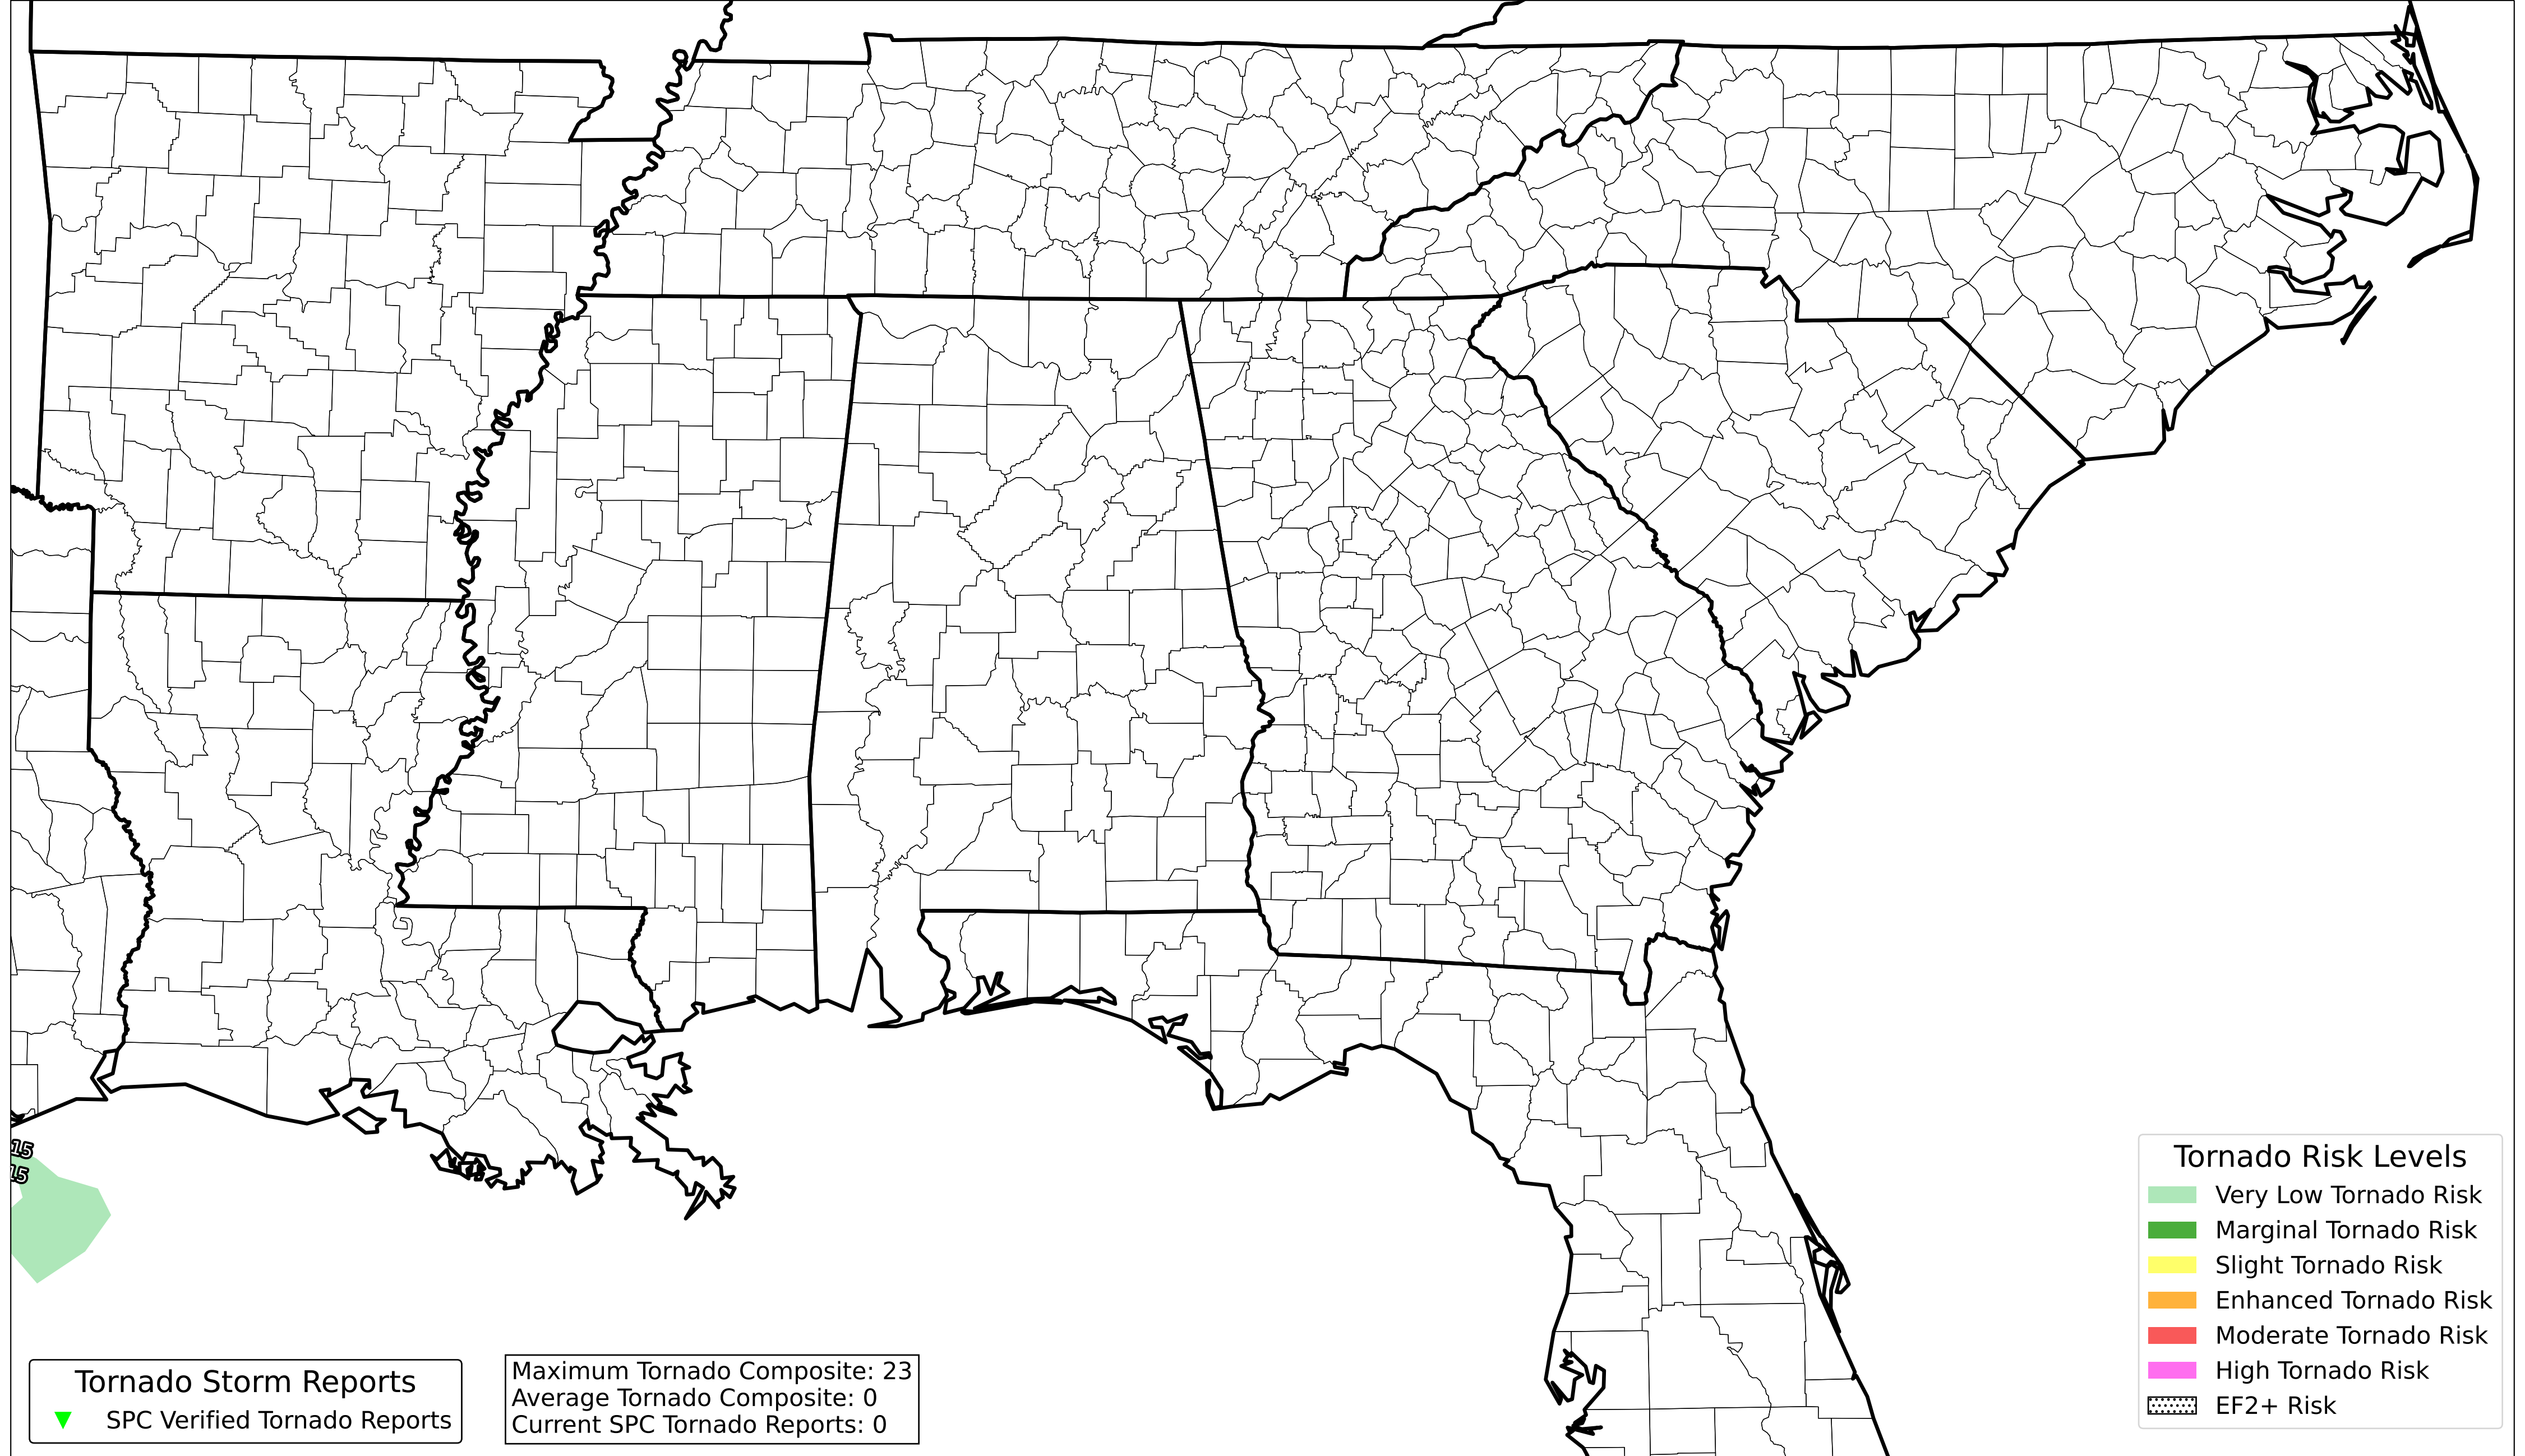 15
15
Tornado Risk Levels
Very Low Tornado Risk
Marginal Tornado Risk
Slight Tornado Risk
Enhanced Tornado Risk
Moderate Tornado Risk
High Tornado Risk
EF2+ Risk
Tornado Storm Reports
SPC Verified Tornado Reports
Maximum Tornado Composite: 23
Average Tornado Composite: 0
Current SPC Tornado Reports: 0